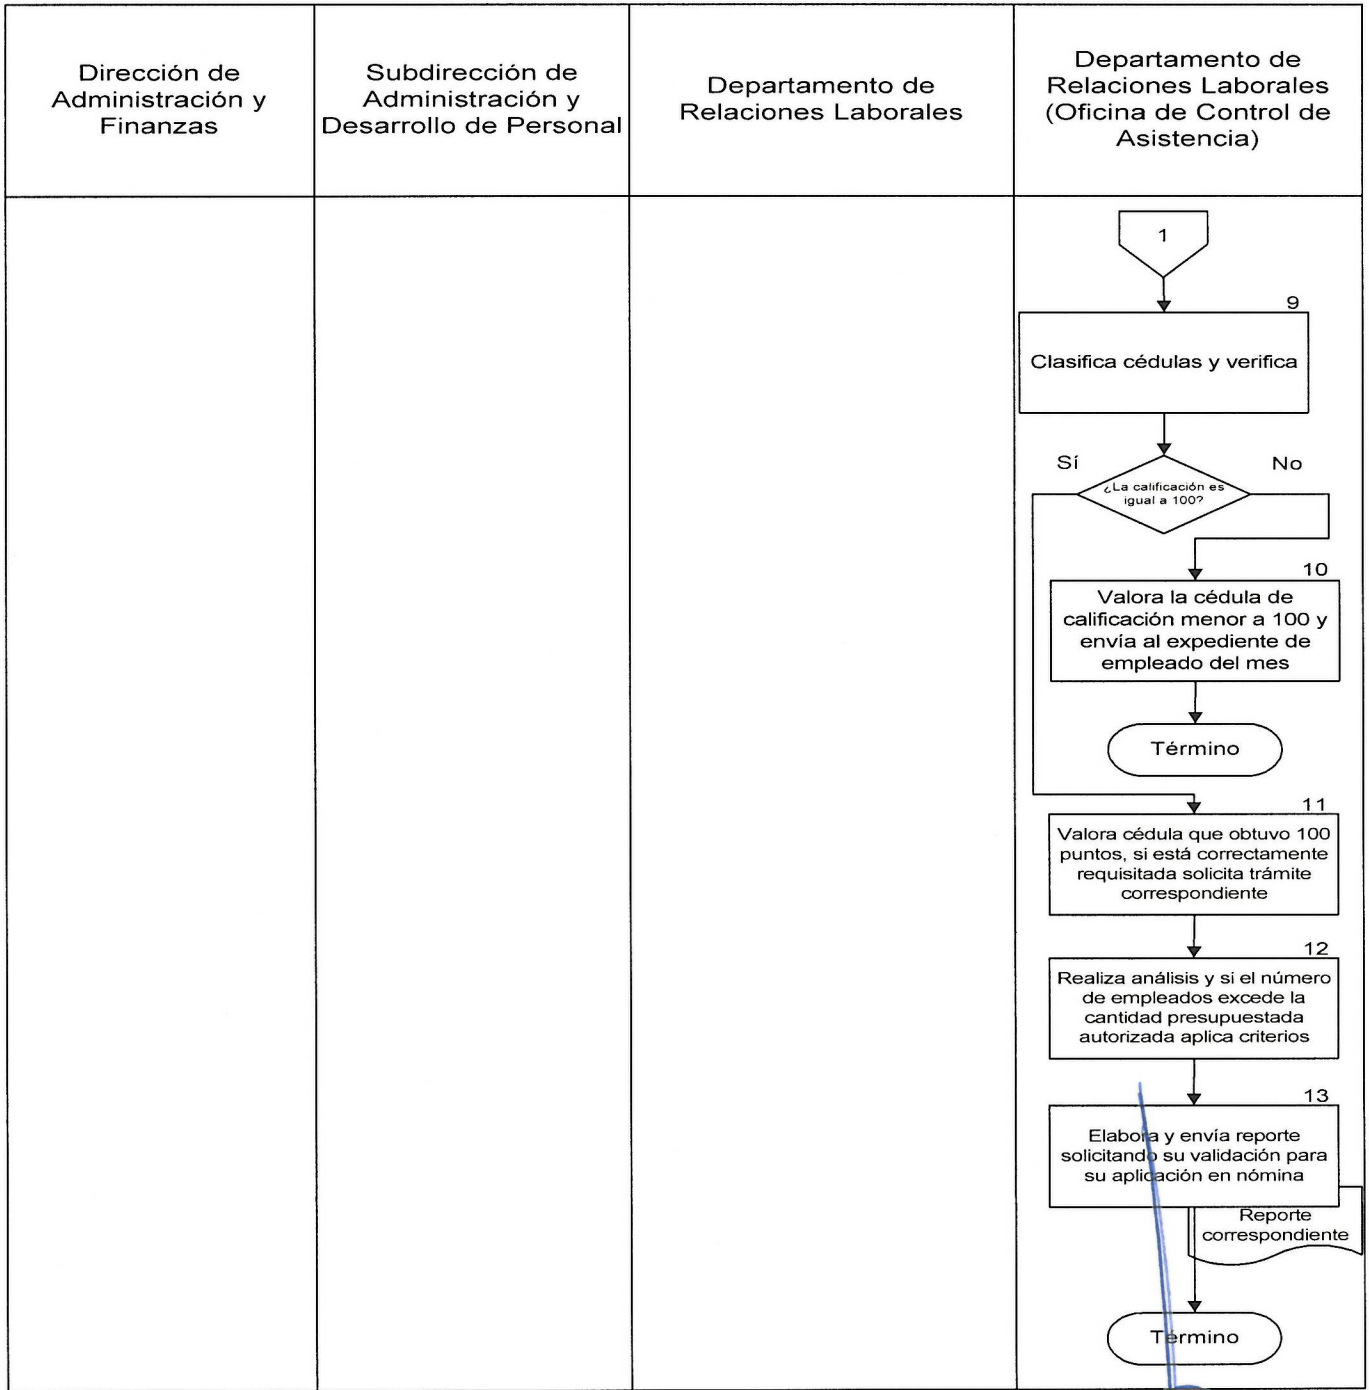 Dirección de
Administración y
Finanzas
Subdirección de
Administración y
Desarrollo de Personal
Departamento de
Relaciones Laborales
Departamento de
Relaciones Laborales
(Oficina de Control de
Asistencia)
1
9
Clasifica cédulas y verifica
Sí
No
¿La calificación es
igual a 100?
10
Valora la cédula de
calificación menor a 100 y
envía al expediente de
empleado del mes
Término
11
Valora cédula que obtuvo 100
puntos, si está correctamente
requisitada solicita trámite
correspondiente
12
Realiza análisis y si el número
de empleados excede la
cantidad presupuestada
autorizada aplica criterios
13
Elabora y envía reporte
solicitando su validación para
su aplicación en nómina
Reporte
correspondiente
Término